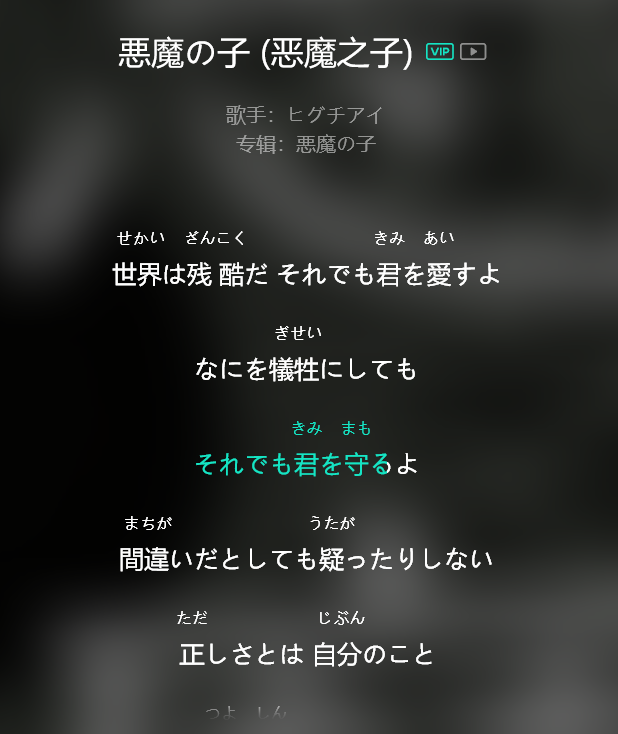 悪魔の子 (恶魔之子) VIP
歌手：ヒグチアイ
专辑：悪魔の子
せかい ざんこく きみ あい
世界は残 酷だ それでも君を愛すよ
ぎせい
なにを犠牲にしても
きみ まも
それでも君を守るよ
まちが うたが
間違いだとしても疑ったりしない
ただ じぶん
正しさとは 自分のこと
つよ しん